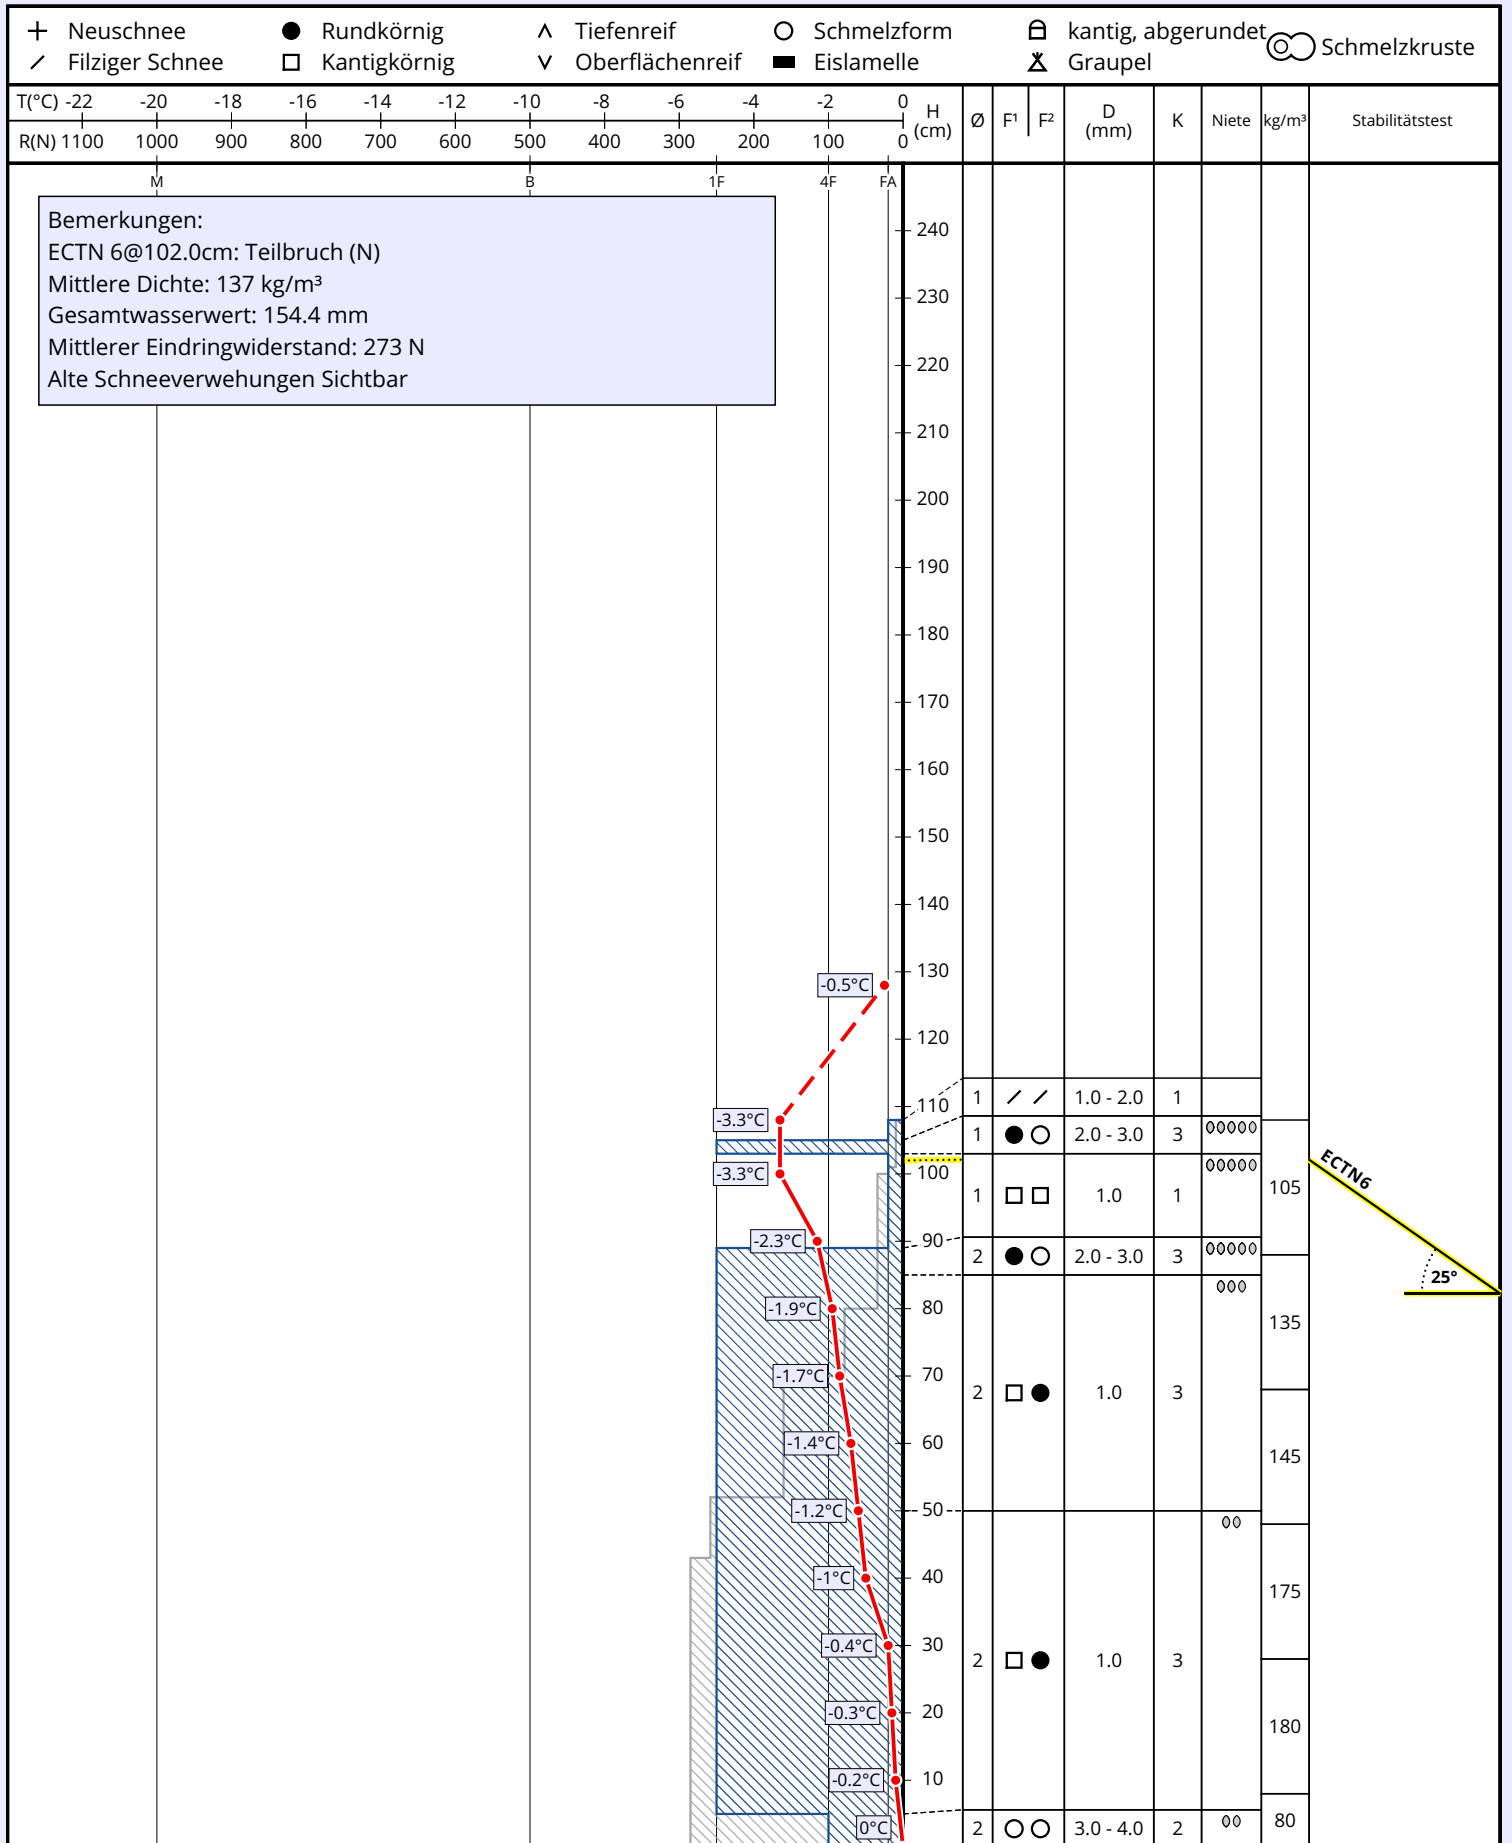 Neuschnee Rundkörnig Tiefenreif Schmelzform kantig, abgerundet Schmelzkruste
Filziger Schnee Kantigkörnig Oberflächenreif Eislamelle Graupel
T(°C) -22 -20 -18 -16 -14 -12 -10 -8 -6 -4 -2 0
R(N) 1100 1000 900 800 700 600 500 400 300 200 100 0
H (cm) Ø F¹ F² D (mm) K Niete kg/m³ Stabilitätstest
M B 1F 4F FA
Bemerkungen:
ECTN 6@102.0cm: Teilbruch (N)
Mittlere Dichte: 137 kg/m³
Gesamtwasserwert: 154.4 mm
Mittlerer Eindringwiderstand: 273 N
Alte Schneeverwehungen Sichtbar
240
230
220
210
200
190
180
170
160
150
140
130
-0.5°C
120
110 1 1.0 - 2.0 1
-3.3°C
1 2.0 - 3.0 3
-3.3°C 100
1 1.0 1 105
ECTN6
-2.3°C 90
2 2.0 - 3.0 3
25°
-1.9°C 80
135
-1.7°C 70
2 1.0 3
-1.4°C 60
145
-1.2°C 50
-1°C 40
175
-0.4°C 30
2 1.0 3
-0.3°C 20
180
-0.2°C 10
0°C 2 3.0 - 4.0 2 80